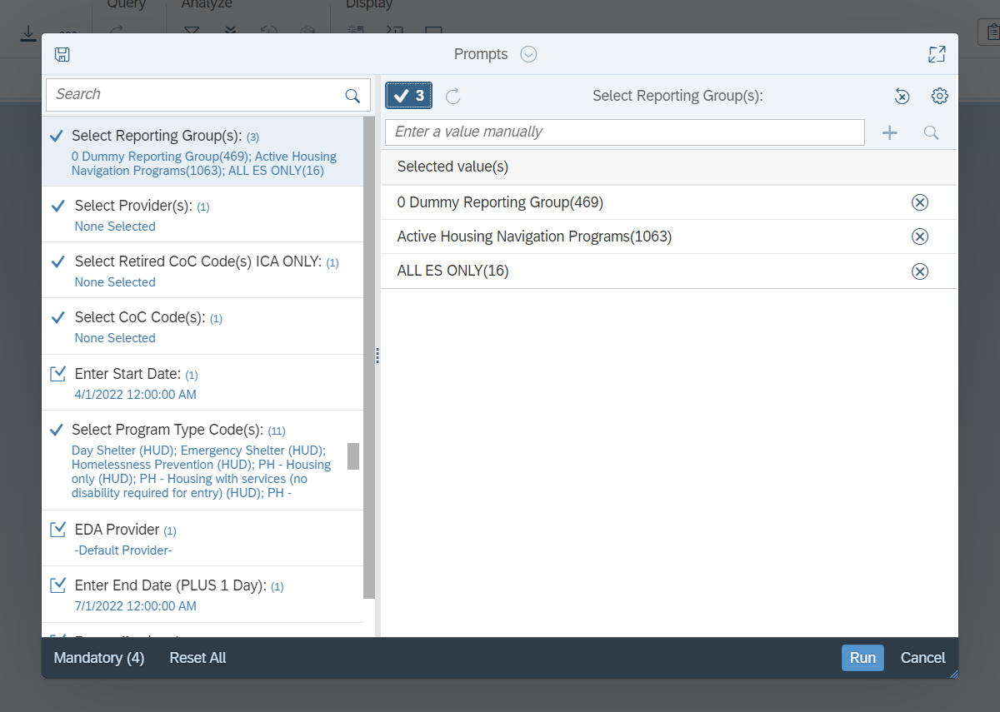 Query
Analyze
Display
Prompts
Search
Select Reporting Group(s): (3)
0 Dummy Reporting Group(469); Active Housing
Navigation Programs(1063); ALL ES ONLY(16)
Select Provider(s): (1)
None Selected
Select Retired CoC Code(s) ICA ONLY: (1)
None Selected
Select CoC Code(s): (1)
None Selected
Enter Start Date: (1)
4/1/2022 12:00:00 AM
Select Program Type Code(s): (11)
Day Shelter (HUD); Emergency Shelter (HUD);
Homelessness Prevention (HUD); PH - Housing
only (HUD); PH - Housing with services (no
disability required for entry) (HUD); PH -
EDA Provider (1)
-Default Provider-
Enter End Date (PLUS 1 Day): (1)
7/1/2022 12:00:00 AM
3
Select Reporting Group(s):
Enter a value manually
Selected value(s)
0 Dummy Reporting Group(469)
Active Housing Navigation Programs(1063)
ALL ES ONLY(16)
Mandatory (4)
Reset All
Run
Cancel